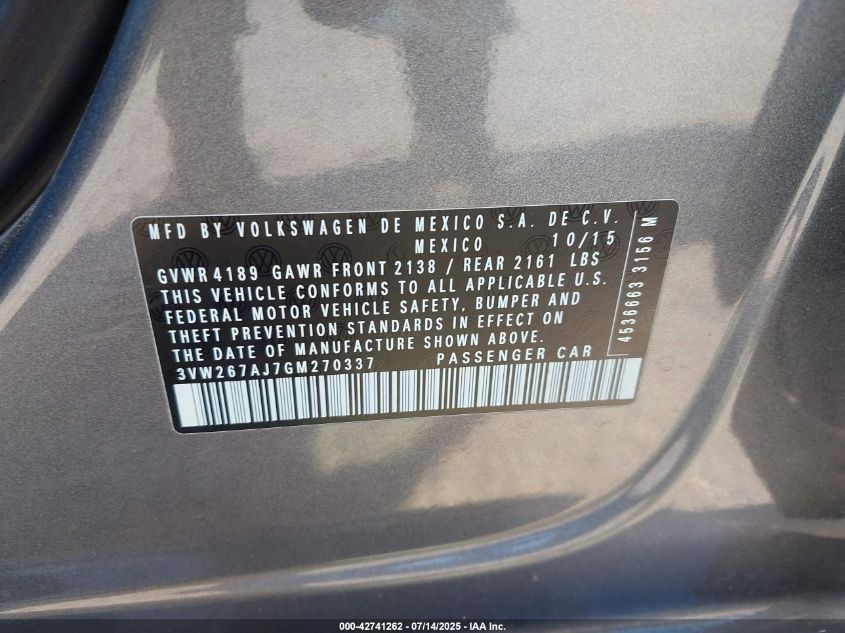 MFD BY VOLKSWAGEN DE MEXICO S.A. DE C.V.
MEXICO 10/15
GVWR 4189 GAWR FRONT 2138 / REAR 2161 LBS
THIS VEHICLE CONFORMS TO ALL APPLICABLE U.S.
FEDERAL MOTOR VEHICLE SAFETY, BUMPER AND
THEFT PREVENTION STANDARDS IN EFFECT ON
THE DATE OF MANUFACTURE SHOWN ABOVE.
3VW267AJ7GM270337 PASSENGER CAR
4536663 3156 M
000-42741262 - 07/14/2025 - IAA Inc.